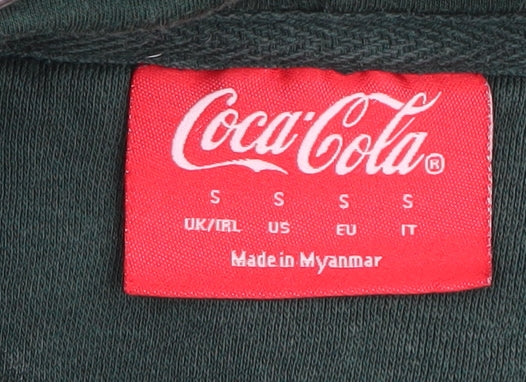 Coca-Cola®
S S S S
UK/IRL US EU IT
Made in Myanmar